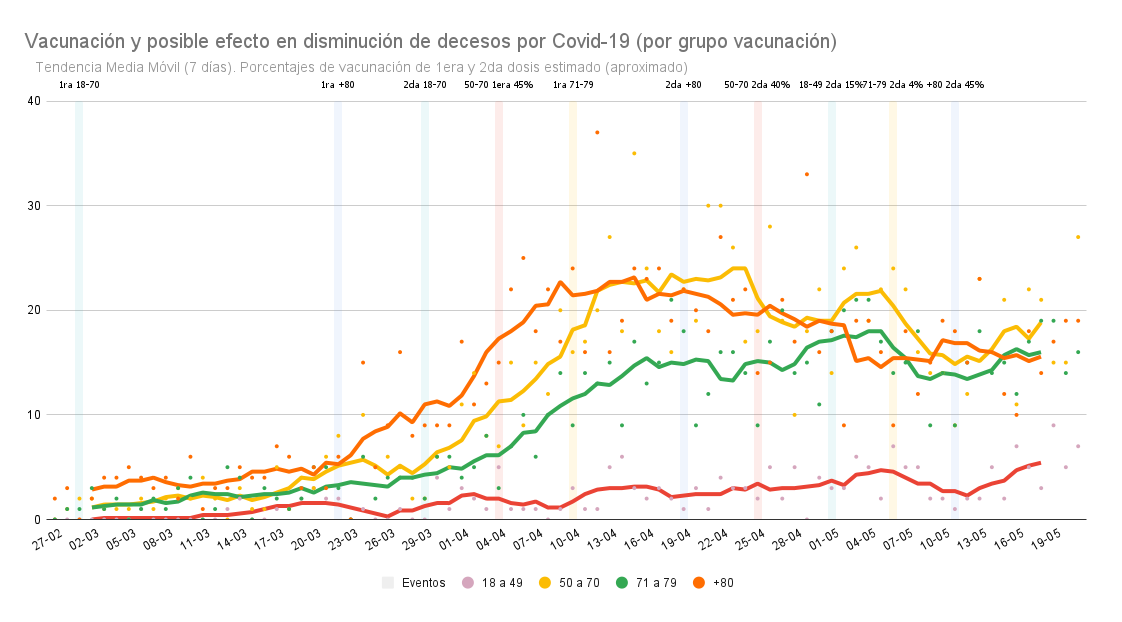 Vacunación y posible efecto en disminución de decesos por Covid-19 (por grupo vacunación)
Tendencia Media Móvil (7 días). Porcentajes de vacunación de 1era y 2da dosis estimado (aproximado)
1ra 18-70 1ra +80 2da 18-70 50-70 1era 45% 1ra 71-79 2da +80 50-70 2da 40% 18-49 2da 15% 71-79 2da 4% +80 2da 45%
40
30
20
10
0
27-02 02-03 05-03 08-03 11-03 14-03 17-03 20-03 23-03 26-03 29-03 01-04 04-04 07-04 10-04 13-04 16-04 19-04 22-04 25-04 28-04 01-05 04-05 07-05 10-05 13-05 16-05 19-05
Eventos 18 a 49 50 a 70 71 a 79 +80